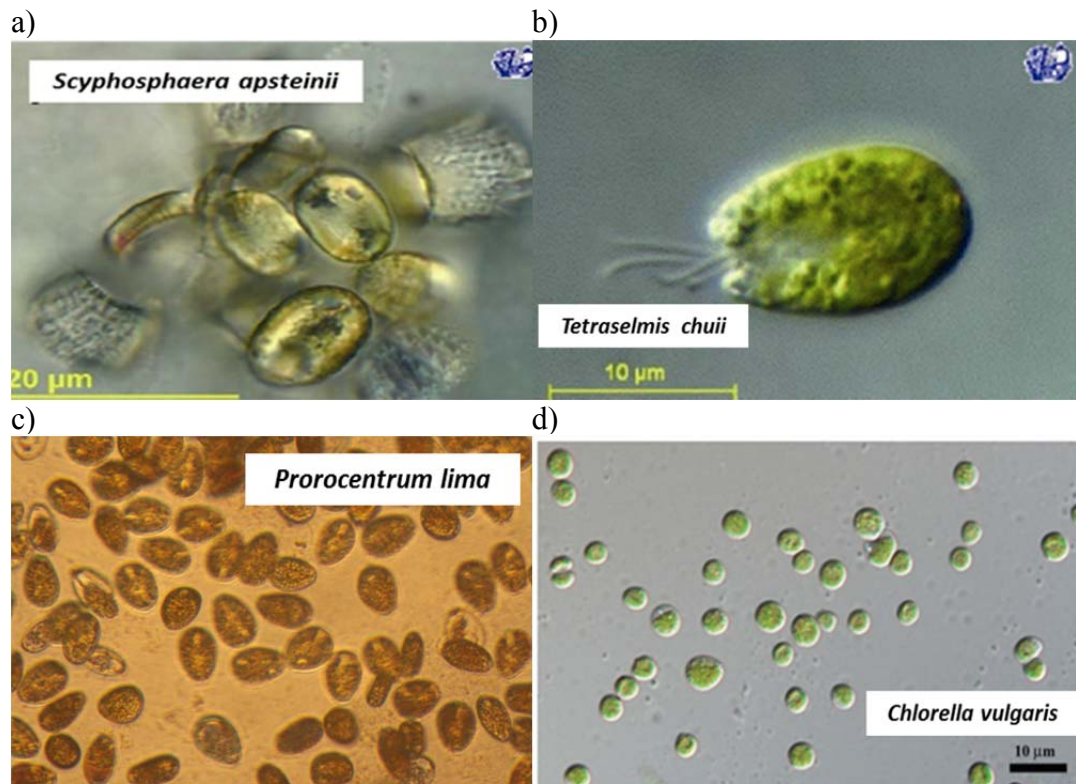 a)
Scyphosphaera apsteinii
20 µm
b)
Tetraselmis chuii
10 µm
c)
Prorocentrum lima
d)
Chlorella vulgaris
10 µm